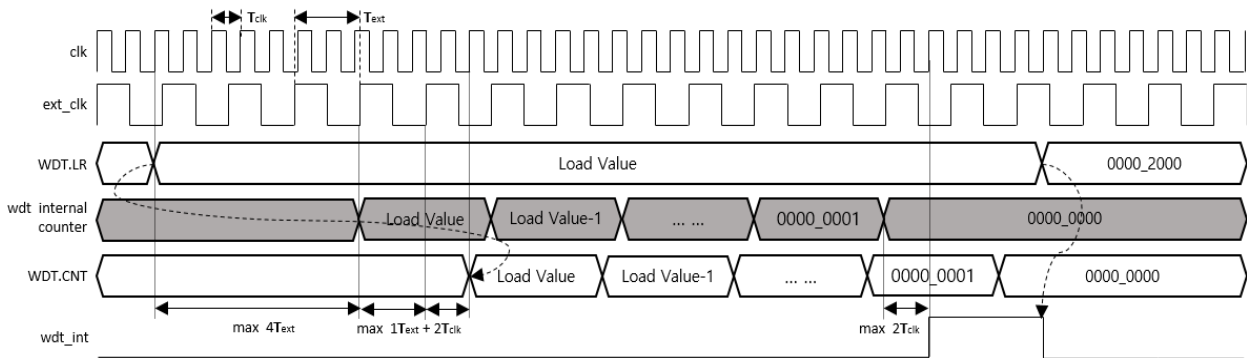 Tclk
Text
clk
ext_clk
WDT.LR
Load Value
0000_2000
wdt internal
counter
Load Value
Load Value-1
... ...
0000_0001
0000_0000
WDT.CNT
Load Value
Load Value-1
... ...
0000_0001
0000_0000
max 4Text
max 1Text + 2Tclk
max 2Tclk
wdt_int